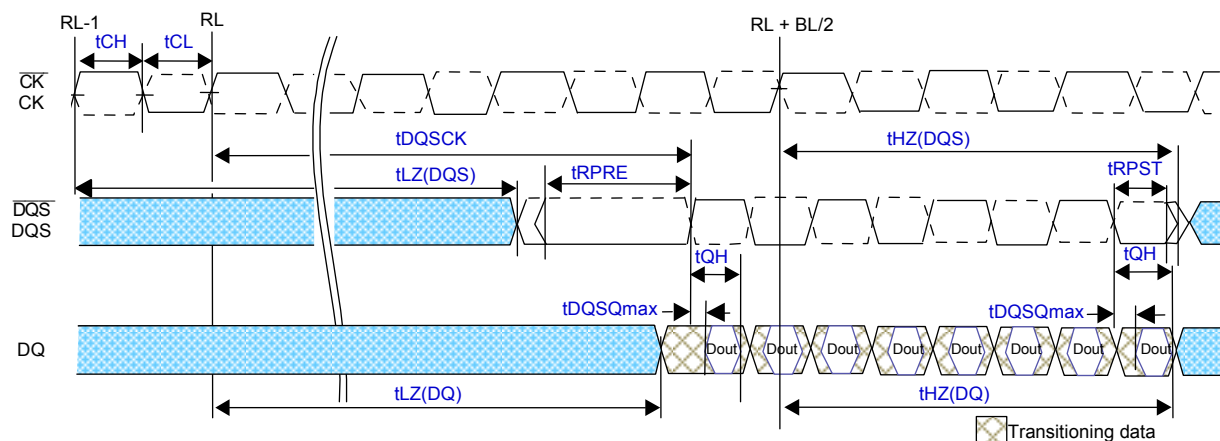 RL-1
RL
RL + BL/2
tCH
tCL
CK
CK
tDQSCK
tHZ(DQS)
tLZ(DQS)
tRPRE
tRPST
DQS
DQS
tQH
tQH
tDQSQmax
tDQSQmax
DQ
Dout
Dout
Dout
Dout
Dout
Dout
Dout
Dout
tLZ(DQ)
tHZ(DQ)
Transitioning data